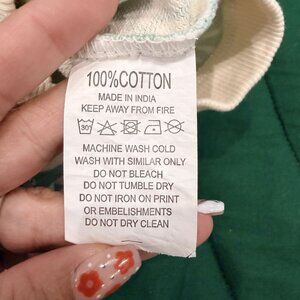 100%COTTON
MADE IN INDIA
KEEP AWAY FROM FIRE
30°
MACHINE WASH COLD
WASH WITH SIMILAR ONLY
DO NOT BLEACH
DO NOT TUMBLE DRY
DO NOT IRON ON PRINT
OR EMBELISHMENTS
DO NOT DRY CLEAN